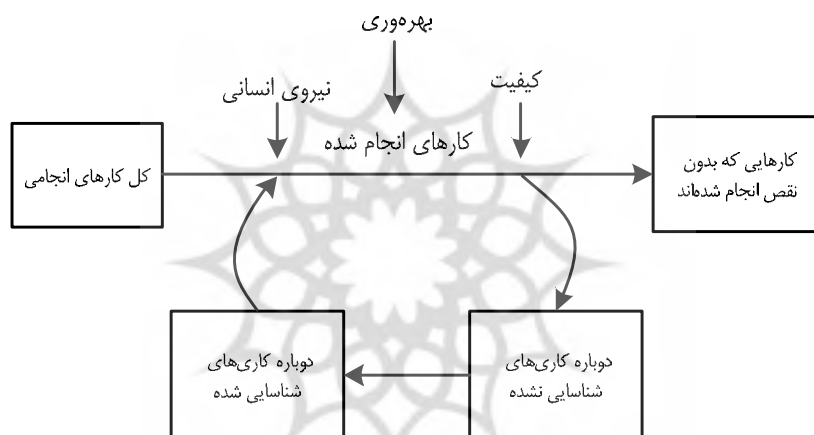 بهره‌وری
نیروی انسانی
کیفیت
کارهای انجام شده
کارهایی که بدون
نقص انجام شده‌اند
کل کارهای انجامی
دوباره کاری‌های
شناسایی نشده
دوباره کاری‌های
شناسایی شده